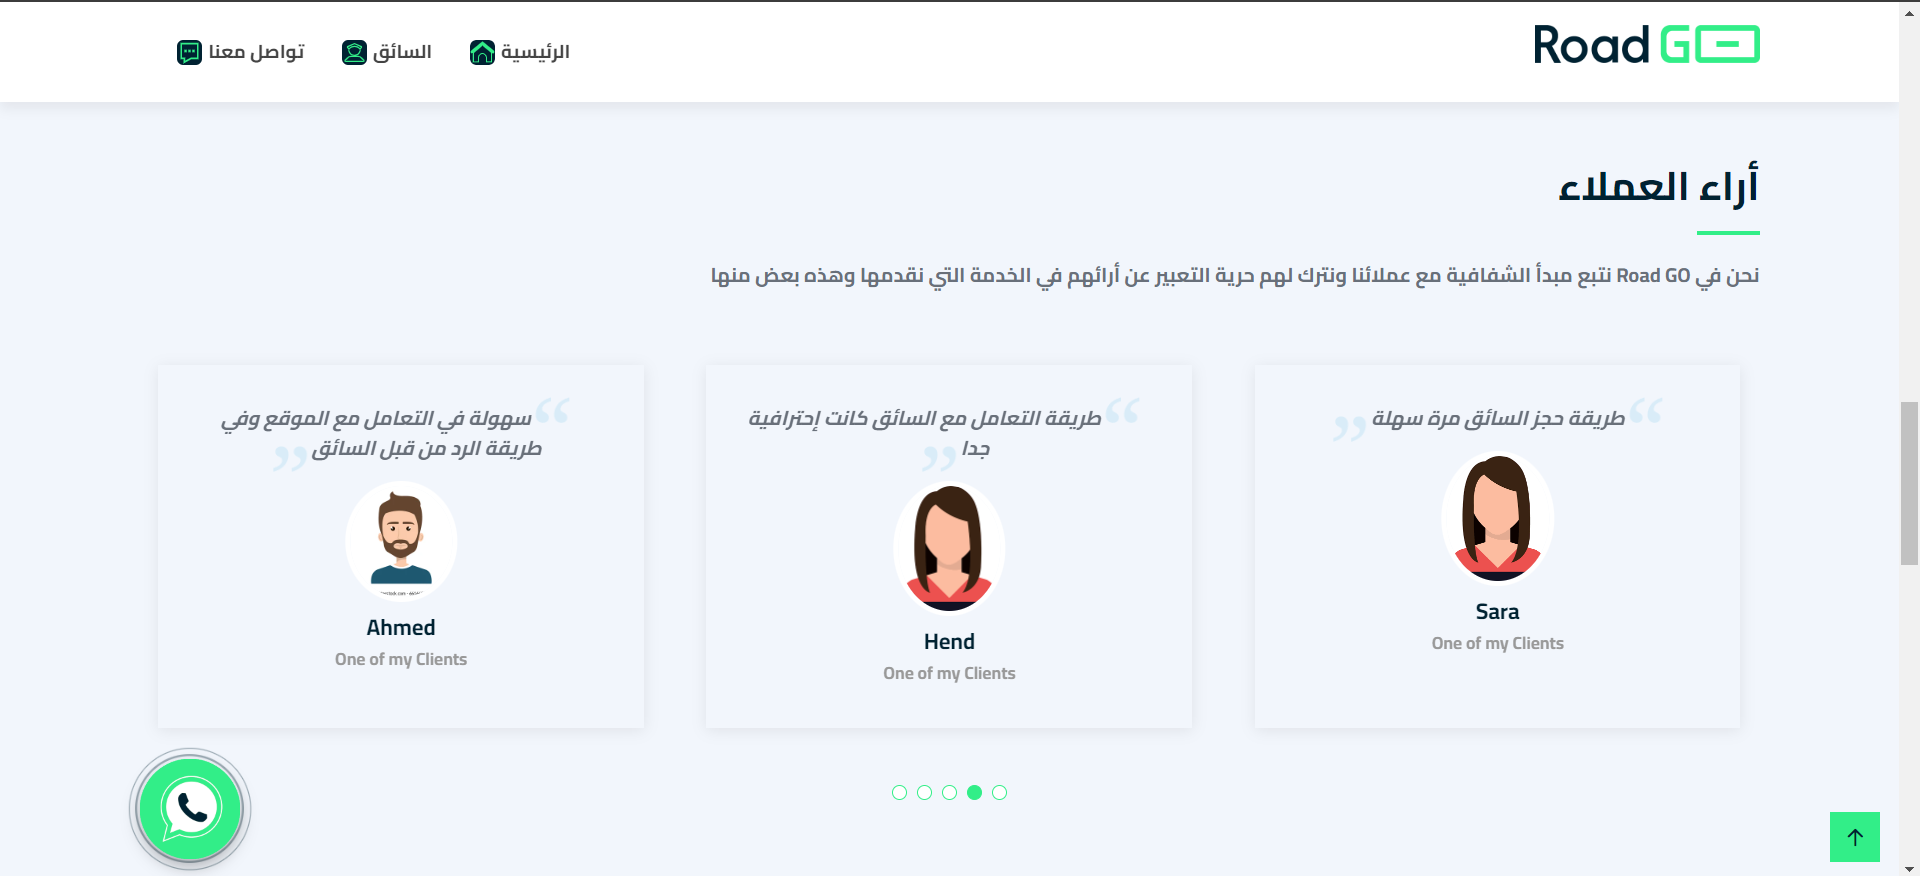 Road GO
الرئيسية
السائق
تواصل معنا
أراء العملاء
نحن في Road GO نتبع مبدأ الشفافية مع عملائنا ونترك لهم حرية التعبير عن أرائهم في الخدمة التي نقدمها وهذه بعض منها
“ طريقة حجز السائق مرة سهلة ”
Sara
One of my Clients
“ طريقة التعامل مع السائق كانت إحترافية
جدا ”
Hend
One of my Clients
“ سهولة في التعامل مع الموقع وفي
طريقة الرد من قبل السائق ”
Ahmed
One of my Clients